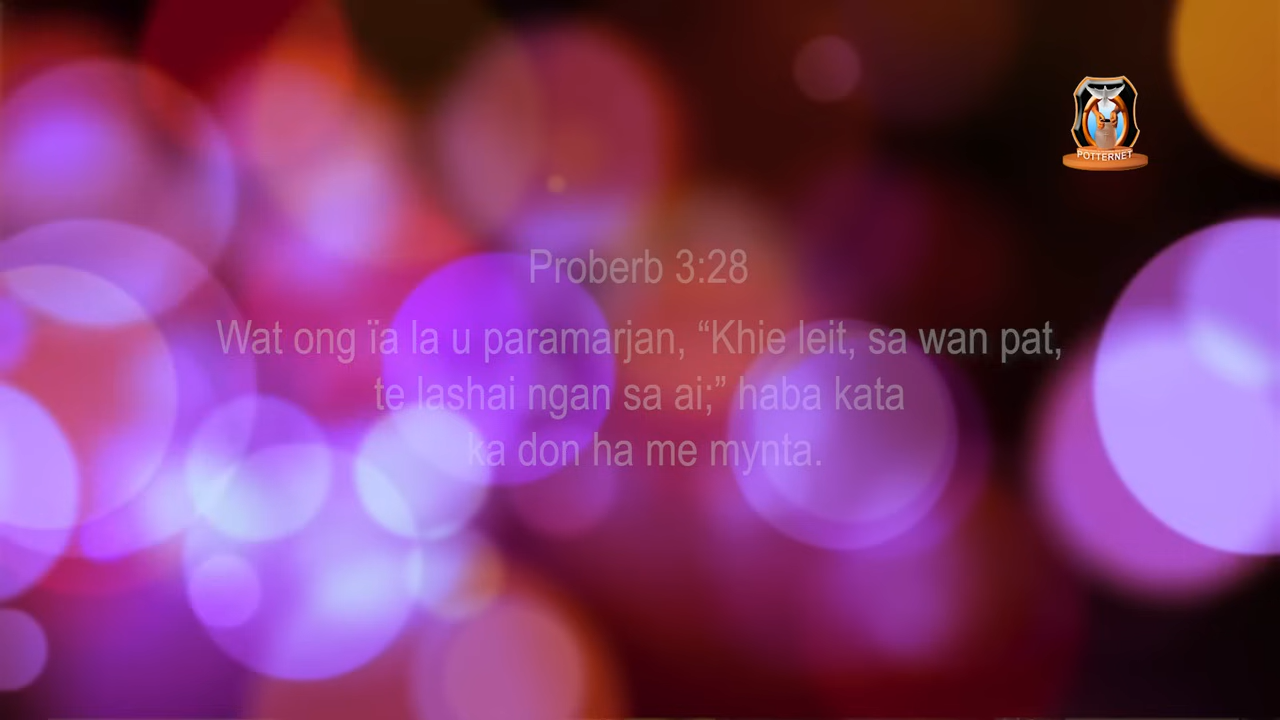 POTTERNET
Proberb 3:28
Wat ong ïa la u paramarjan, “Khie leit, sa wan pat,
te lashai ngan sa ai;” haba kata
ka don ha me mynta.